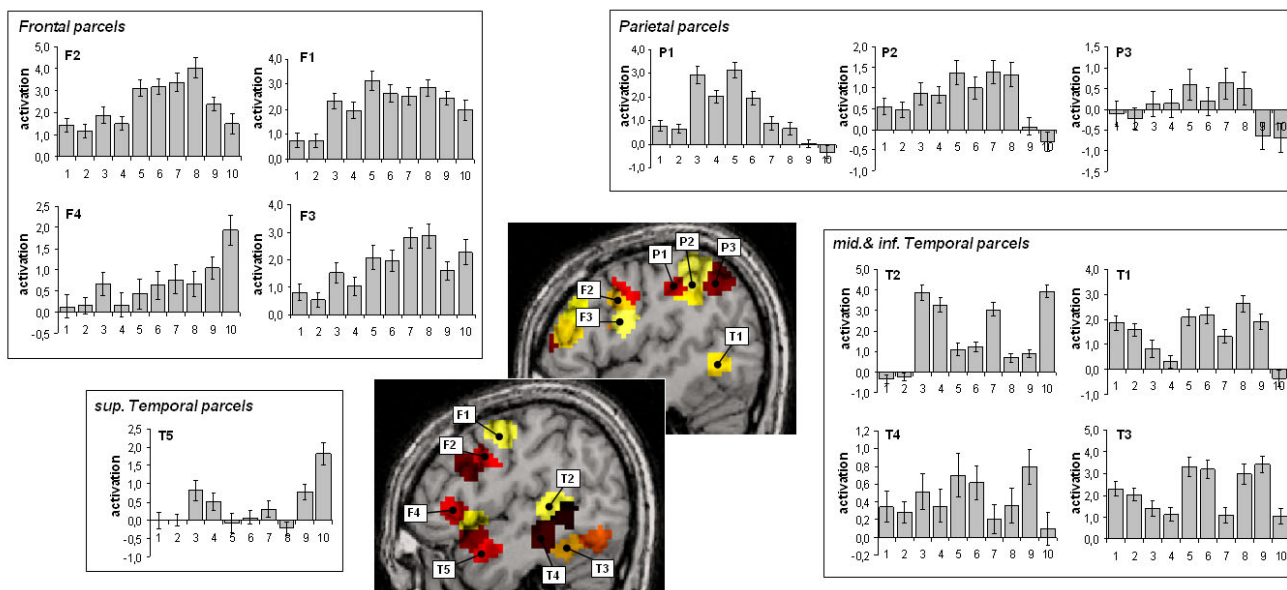 Frontal parcels
F2
activation
5,0
4,0
3,0
2,0
1,0
0,0
1 2 3 4 5 6 7 8 9 10
F1
4,0
3,0
2,0
1,0
0,0
1 2 3 4 5 6 7 8 9 10
F4
activation
2,5
2,0
1,5
1,0
0,5
0,0
-0,5
1 2 3 4 5 6 7 8 9 10
F3
4,0
3,0
2,0
1,0
0,0
1 2 3 4 5 6 7 8 9 10
Parietal parcels
P1
activation
4,0
3,0
2,0
1,0
0,0
-1,0
1 2 3 4 5 6 7 8 9 10
P2
activation
2,0
1,5
1,0
0,5
0,0
-0,5
-1,0
1 2 3 4 5 6 7 8 9 10
P3
activation
1,5
1,0
0,5
0,0
-0,5
-1,0
-1,5
1 2 3 4 5 6 7 8 9 10
P1
P2
P3
F2
F3
T1
sup. Temporal parcels
T5
activation
2,5
2,0
1,5
1,0
0,5
0,0
-0,5
-1,0
1 2 3 4 5 6 7 8 9 10
F1
F2
F4
T2
T5
T4
T3
mid.& inf. Temporal parcels
T2
activation
5,0
4,0
3,0
2,0
1,0
0,0
-1,0
1 2 3 4 5 6 7 8 9 10
T1
activation
4,0
3,0
2,0
1,0
0,0
-1,0
1 2 3 4 5 6 7 8 9 10
T4
activation
1,2
1,0
0,8
0,6
0,4
0,2
0,0
-0,2
1 2 3 4 5 6 7 8 9 10
T3
activation
5,0
4,0
3,0
2,0
1,0
0,0
1 2 3 4 5 6 7 8 9 10